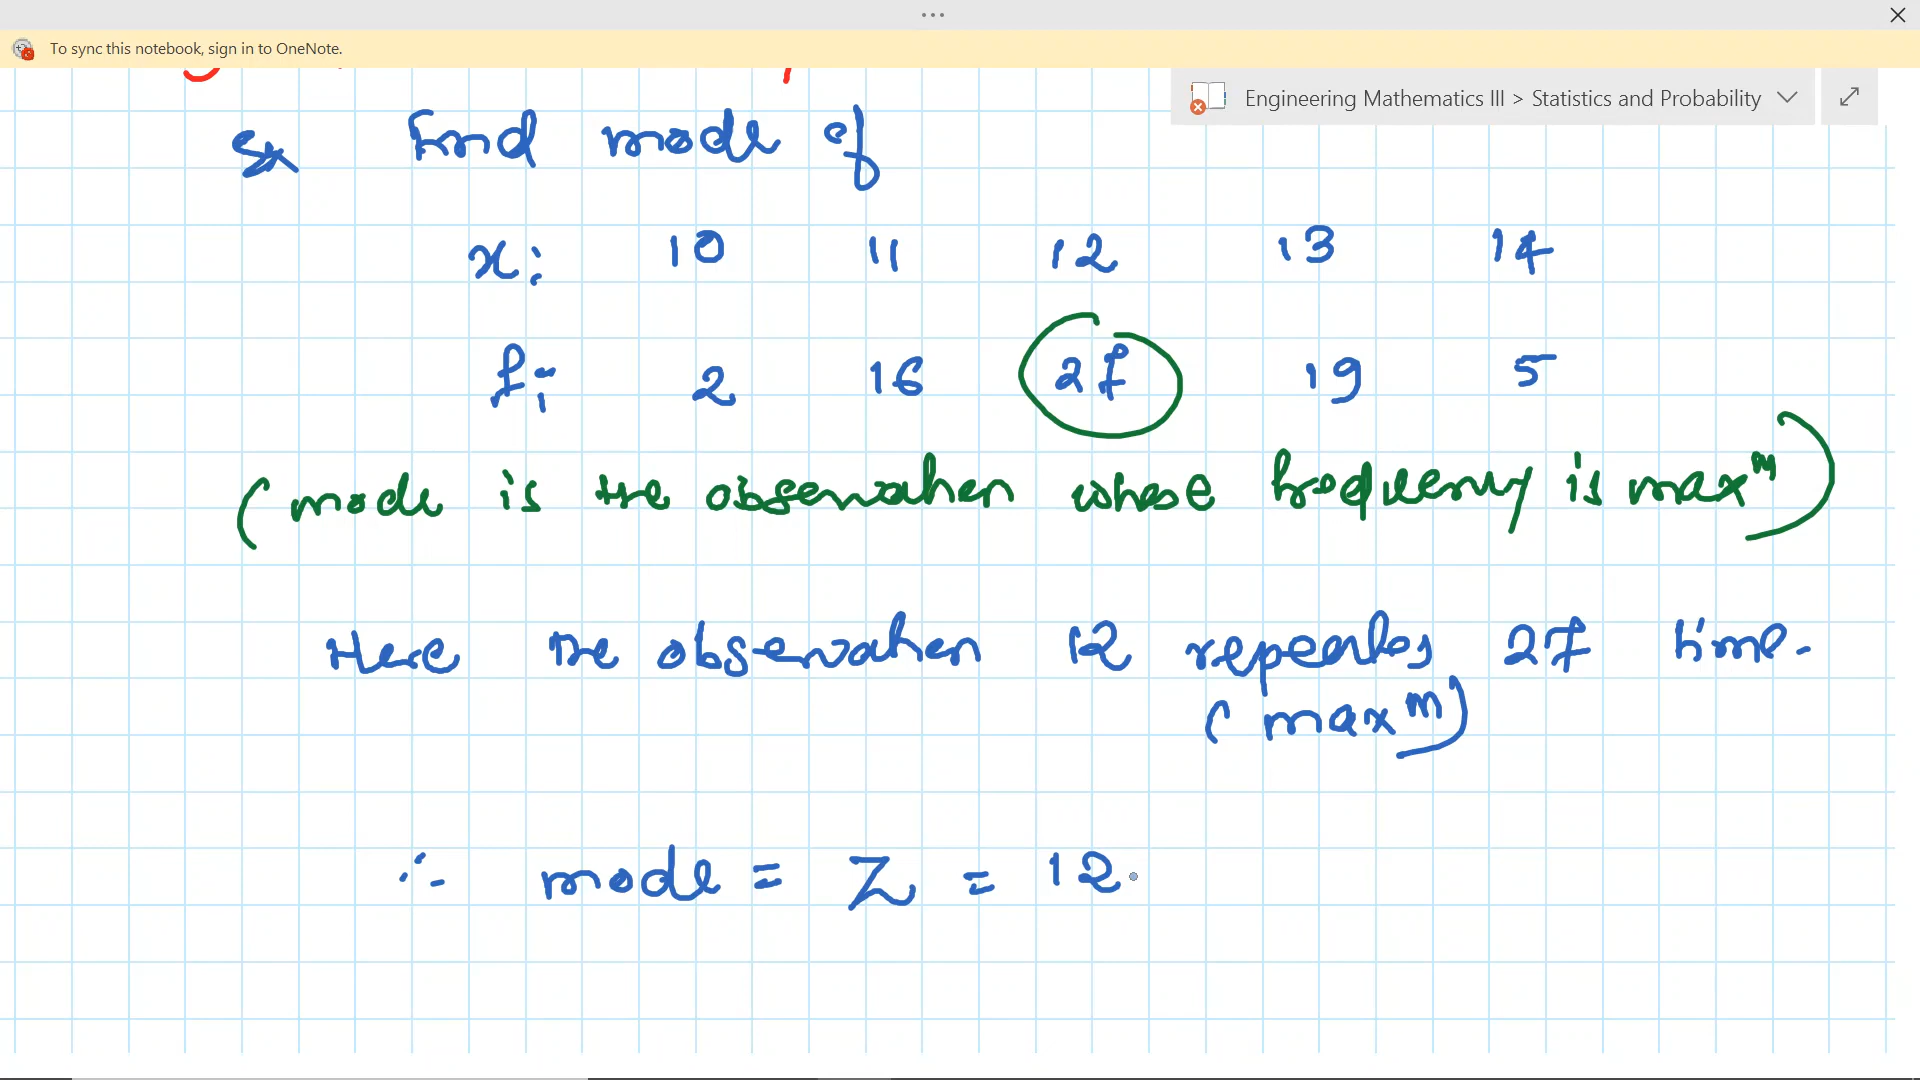 To sync this notebook, sign in to OneNote.
Engineering Mathematics III > Statistics and Probability
Ex Find mode of
x: 10 11 12 13 14
f: 2 16 27 19 5
(mode is the observation whose frequency is maxᵐ)
Here the observation 12 repeates 27 time.
(maxᵐ)
∴ mode = Z = 12.